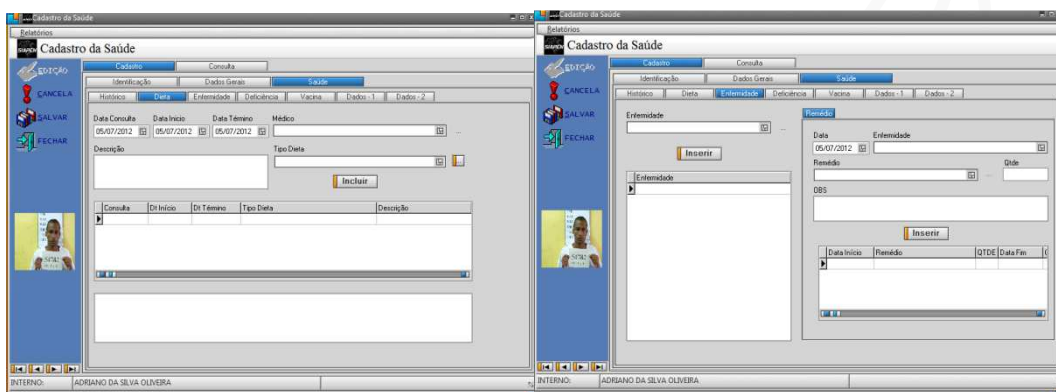 Cadastro da Saúde
Relatórios
SIAPEN Cadastro da Saúde
EDIÇÃO
CANCELA
SALVAR
FECHAR
Cadastro Consulta
Identificação Dados Gerais Saúde
Histórico Dieta Enfermidade Deficiência Vacina Dados - 1 Dados - 2
Data Consulta Data Inicio Data Término Médico
05/07/2012 05/07/2012 05/07/2012 ...
Descrição Tipo Dieta
Incluir
Consulta Dt Início Dt Término Tipo Dieta Descrição
INTERNO: ADRIANO DA SILVA OLIVEIRA
Cadastro da Saúde
Relatórios
SIAPEN Cadastro da Saúde
EDIÇÃO
CANCELA
SALVAR
FECHAR
Cadastro Consulta
Identificação Dados Gerais Saúde
Histórico Dieta Enfermidade Deficiência Vacina Dados - 1 Dados - 2
Enfermidade
...
Inserir
Enfermidade
Remédio
Data Enfermidade
05/07/2012
Remédio Qtde
...
OBS
Inserir
Data Início Remédio QTDE Data Fim
INTERNO: ADRIANO DA SILVA OLIVEIRA